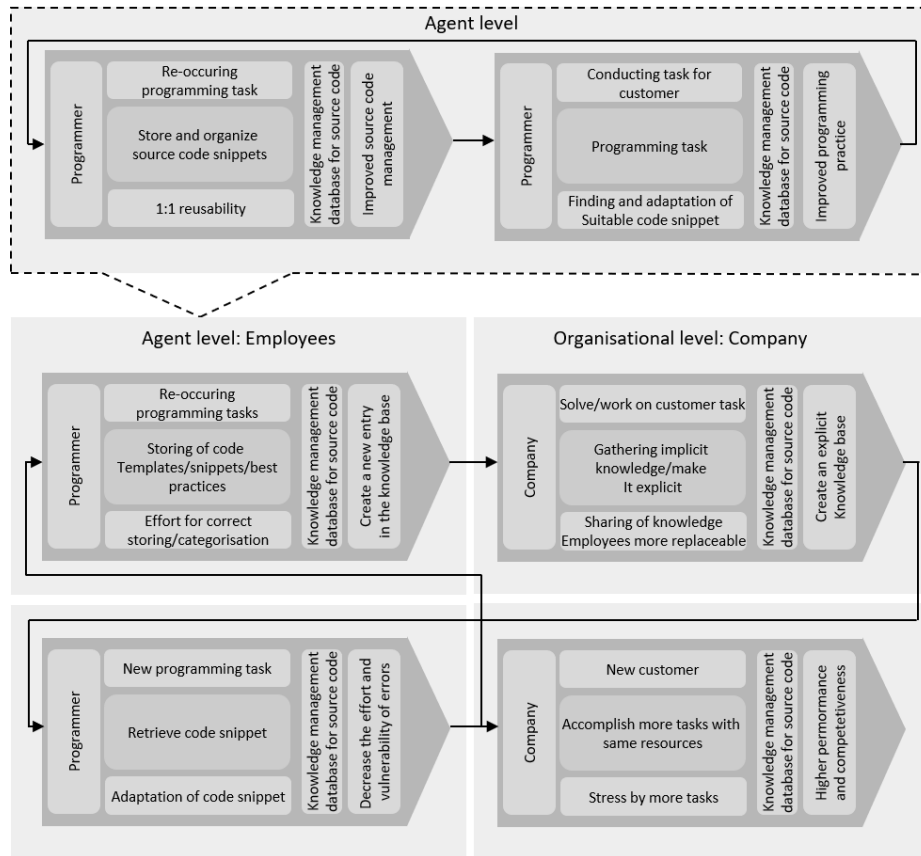 Agent level
Programmer
Re-occuring
programming task
Store and organize
source code snippets
1:1 reusability
Knowledge management
database for source code
Improved source code
management
Programmer
Conducting task for
customer
Programming task
Finding and adaptation of
Suitable code snippet
Knowledge management
database for source code
Improved programming
practice
Agent level: Employees
Programmer
Re-occuring
programming tasks
Storing of code
Templates/snippets/best
practices
Effort for correct
storing/categorisation
Knowledge management
database for source code
Create a new entry
in the knowledge base
Organisational level: Company
Company
Solve/work on customer task
Gathering implicit
knowledge/make
It explicit
Sharing of knowledge
Employees more replaceable
Knowledge management
database for source code
Create an explicit
Knowledge base
Programmer
New programming task
Retrieve code snippet
Adaptation of code snippet
Knowledge management
database for source code
Decrease the effort and
vulnerability of errors
Company
New customer
Accomplish more tasks with
same resources
Stress by more tasks
Knowledge management
database for source code
Higher permormance
and competetiveness